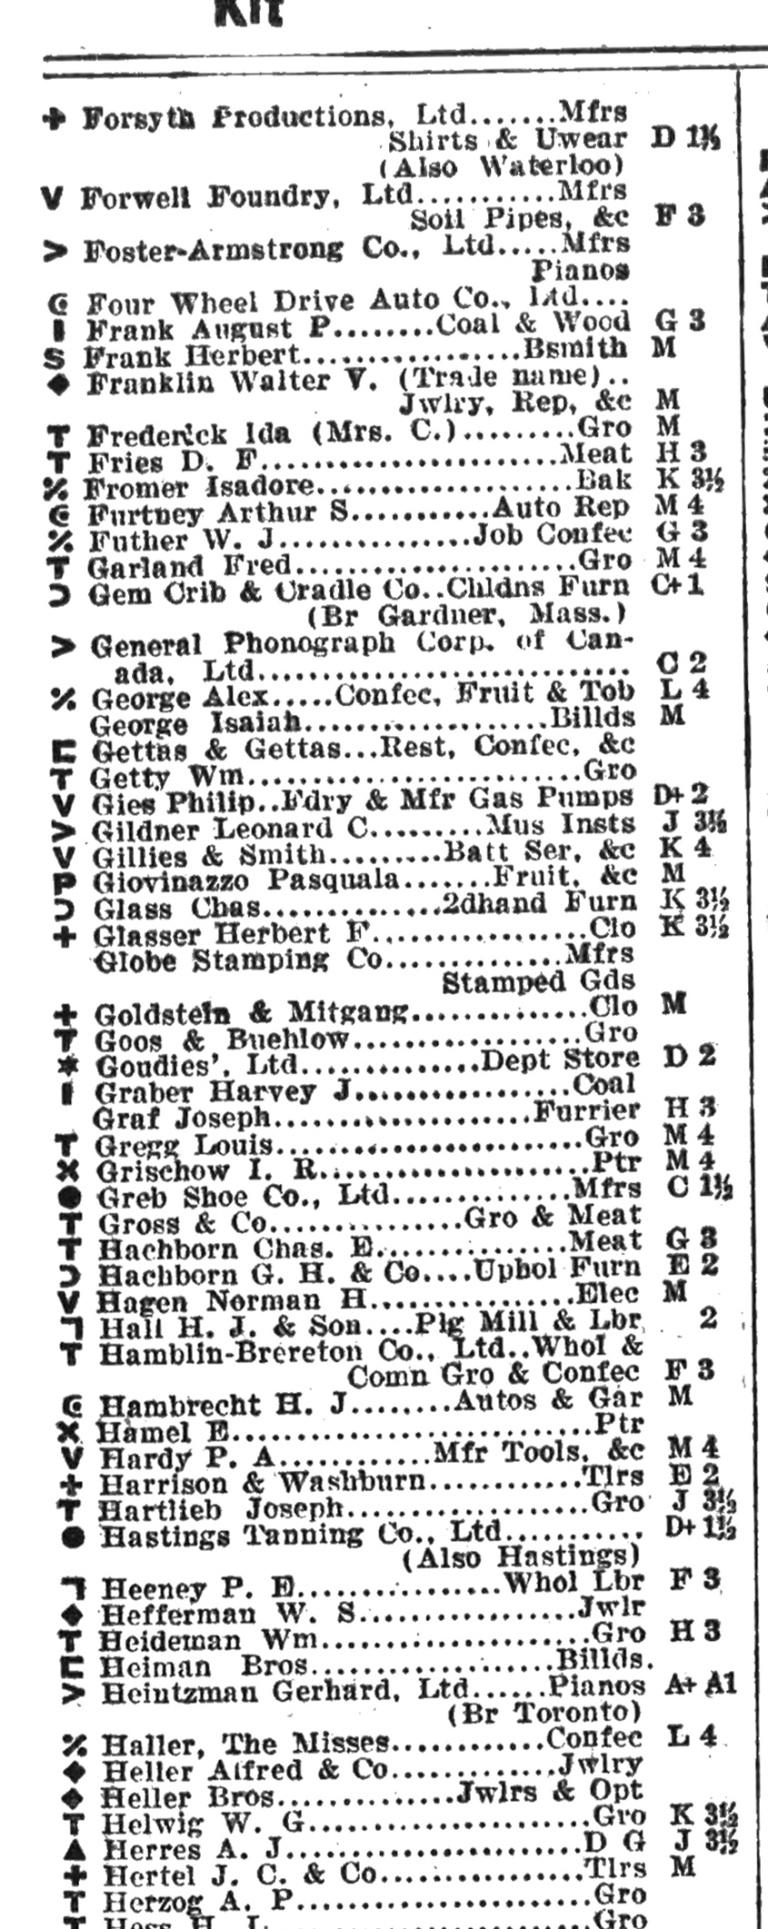 Kit
✚ Forsyth Productions, Ltd.......Mfrs
Shirts & Uwear D 1½
(Also Waterloo)
V Forwell Foundry, Ltd...........Mfrs
Soil Pipes, &c F 3
> Foster-Armstrong Co., Ltd.....Mfrs
Pianos
Four Wheel Drive Auto Co., Ltd....
Frank August P........Coal & Wood G 3
S Frank Herbert.................Bsmith M
◆ Franklin Walter V. (Trade name)..
Jwlry, Rep, &c M
T Frederick Ida (Mrs. C.).........Gro M
T Fries D. F........................Meat H 3
% Fromer Isadore.....................Bak K 3½
Furtney Arthur S...........Auto Rep M 4
% Futher W. J..............Job Confec G 3
T Garland Fred.......................Gro M 4
Gem Crib & Cradle Co..Chldns Furn C+ 1
(Br Gardner, Mass.)
> General Phonograph Corp. of Can-
ada, Ltd............................. C 2
% George Alex.....Confec, Fruit & Tob L 4
George Isaiah....................Billds M
Gettas & Gettas...Rest, Confec, &c
T Getty Wm...........................Gro
V Gies Philip..Fdry & Mfr Gas Pumps D+ 2
> Gildner Leonard C.........Mus Insts J 3½
V Gillies & Smith.........Batt Ser, &c K 4
P Giovinazzo Pasquala.......Fruit, &c M
Glass Chas..............2dhand Furn K 3½
+ Glasser Herbert F.................Clo K 3½
Globe Stamping Co..............Mfrs
Stamped Gds
+ Goldstein & Mitgang..............Clo M
T Goos & Buehlow..................Gro
✶ Goudies', Ltd..............Dept Store D 2
Graber Harvey J.................Coal
Graf Joseph....................Furrier H 3
T Gregg Louis........................Gro M 4
✕ Grischow I. R.....................Ptr M 4
● Greb Shoe Co., Ltd..............Mfrs C 1½
T Gross & Co..............Gro & Meat
T Hachborn Chas. E..............Meat G 3
Hachborn G. H. & Co....Uphol Furn E 2
V Hagen Norman H................Elec M
Hall H. J. & Son....Plg Mill & Lbr 2
T Hamblin-Brereton Co., Ltd..Whol &
Comn Gro & Confec F 3
Hambrecht H. J........Autos & Gar M
✕ Hamel E............................Ptr
V Hardy P. A............Mfr Tools, &c M 4
+ Harrison & Washburn............Tlrs E 2
T Hartlieb Joseph...................Gro J 3½
● Hastings Tanning Co., Ltd........... D+ 1½
(Also Hastings)
Heeney P. E................Whol Lbr F 3
◆ Hefferman W. S.................Jwlr
T Heideman Wm.....................Gro H 3
Heiman Bros...................Billds.
> Heintzman Gerhard, Ltd......Pianos A+ A1
(Br Toronto)
% Haller, The Misses............Confec L 4
◆ Heller Alfred & Co.............Jwlry
◆ Heller Bros..............Jwlrs & Opt
T Helwig W. G.......................Gro K 3½
▲ Herres A. J.......................D G J 3½
+ Hertel J. C. & Co................Tlrs M
T Herzog A. P.......................Gro